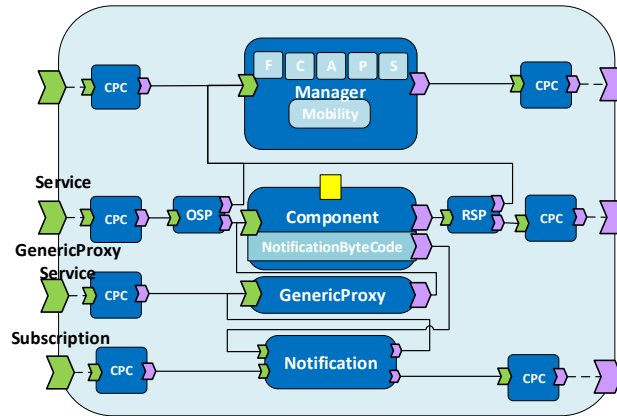 F C A P S
CPC
Manager
CPC
Mobility
Service
CPC
OSP
Component
RSP
CPC
NotificationByteCode
GenericProxy
Service
CPC
GenericProxy
Subscription
CPC
Notification
CPC